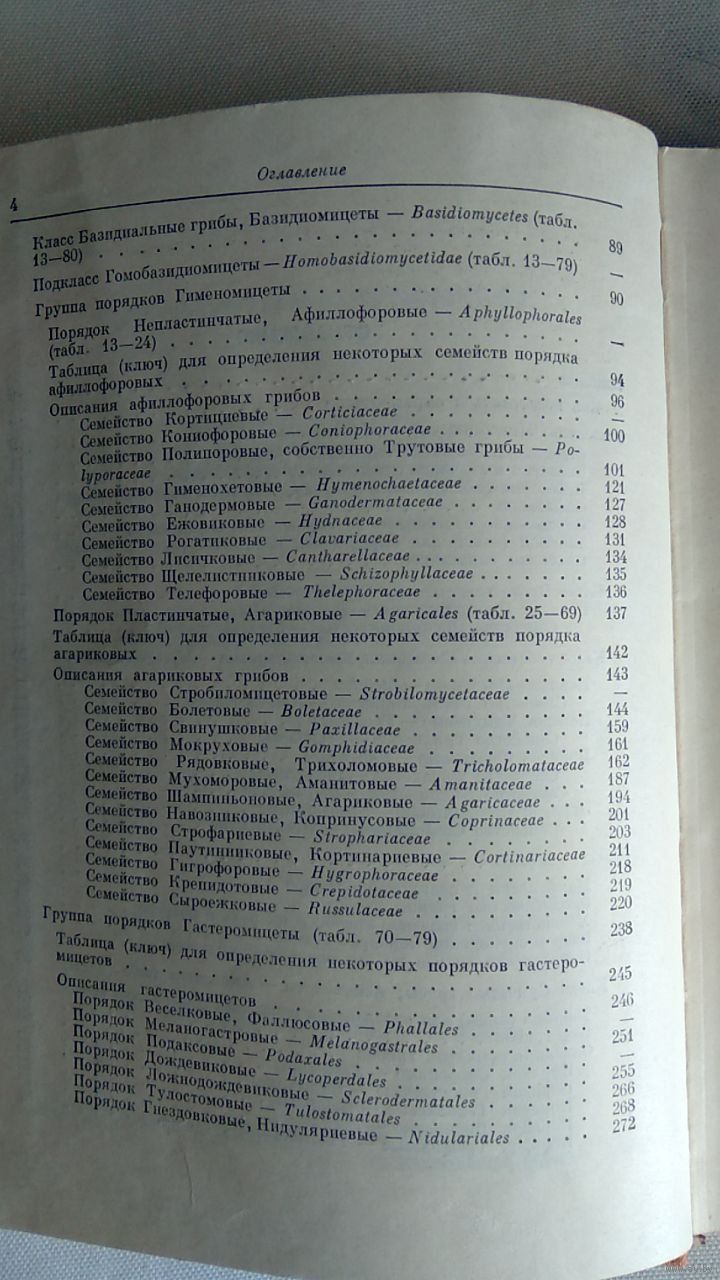 4
Оглавление
Класс Базидиальные грибы, Базидиомицеты — Basidiomycetes (табл.
13—80) . . . . . . . . . . . . . . . . . . . . 89
Подкласс Гомобазидиомицеты — Homobasidiomycetidae (табл. 13—79) —
Группа порядков Гименомицеты . . . . . . . . . . . . . . 90
Порядок Непластинчатые, Афиллофоровые — Aphyllophorales
(табл. 13—24) . . . . . . . . . . . . . . . . . . —
Таблица (ключ) для определения некоторых семейств порядка
афиллофоровых . . . . . . . . . . . . . . . . . . 94
Описания афиллофоровых грибов . . . . . . . . . . . . 96
Семейство Кортициевые — Corticiaceae . . . . . . . . . —
Семейство Кониофоровые — Coniophoraceae . . . . . . . . 100
Семейство Полипоровые, собственно Трутовые грибы — Po-
lyporaceae . . . . . . . . . . . . . . . . . . 101
Семейство Гименохетовые — Hymenochaetaceae . . . . . . . 121
Семейство Ганодермовые — Ganodermataceae . . . . . . . . 127
Семейство Ежовиковые — Hydnaceae . . . . . . . . . . 128
Семейство Рогатиковые — Clavariaceae . . . . . . . . . . 131
Семейство Лисичковые — Cantharellaceae . . . . . . . . . 134
Семейство Щелелистниковые — Schizophyllaceae . . . . . . . 135
Семейство Телефоровые — Thelephoraceae . . . . . . . . . 136
Порядок Пластинчатые, Агариковые — Agaricales (табл. 25—69) 137
Таблица (ключ) для определения некоторых семейств порядка
агариковых . . . . . . . . . . . . . . . . . . . . 142
Описания агариковых грибов . . . . . . . . . . . . . 143
Семейство Стробиломицетовые — Strobilomycetaceae . . . . —
Семейство Болетовые — Boletaceae . . . . . . . . . . . 144
Семейство Свинушковые — Paxillaceae . . . . . . . . . . 159
Семейство Мокруховые — Gomphidiaceae . . . . . . . . . 161
Семейство Рядовковые, Трихоломовые — Tricholomataceae 162
Семейство Мухоморовые, Аманитовые — Amanitaceae . . . 187
Семейство Шампиньоновые, Агариковые — Agaricaceae . . . 194
Семейство Навозниковые, Копринусовые — Coprinaceae . . . 201
Семейство Строфариевые — Strophariaceae . . . . . . . . 203
Семейство Паутинниковые, Кортинариевые — Cortinariaceae 211
Семейство Гигрофоровые — Hygrophoraceae . . . . . . . . 218
Семейство Крепидотовые — Crepidotaceae . . . . . . . . . 219
Семейство Сыроежковые — Russulaceae . . . . . . . . . . 220
Группа порядков Гастеромицеты (табл. 70—79) . . . . . . . . 238
Таблица (ключ) для определения некоторых порядков гастеро-
мицетов . . . . . . . . . . . . . . . . . . . . . 245
Описания гастеромицетов . . . . . . . . . . . . . . . 246
Порядок Веселковые, Фаллюсовые — Phallales . . . . . . . —
Порядок Меланогастровые — Melanogastrales . . . . . . . . 251
Порядок Подаксовые — Podaxales . . . . . . . . . . . —
Порядок Дождевиковые — Lycoperdales . . . . . . . . . . 255
Порядок Ложнодождевиковые — Sclerodermatales . . . . . . 266
Порядок Тулостомовые — Tulostomatales . . . . . . . . . 268
Порядок Гнездовковые, Нидуляриевые — Nidulariales . . . . . 272